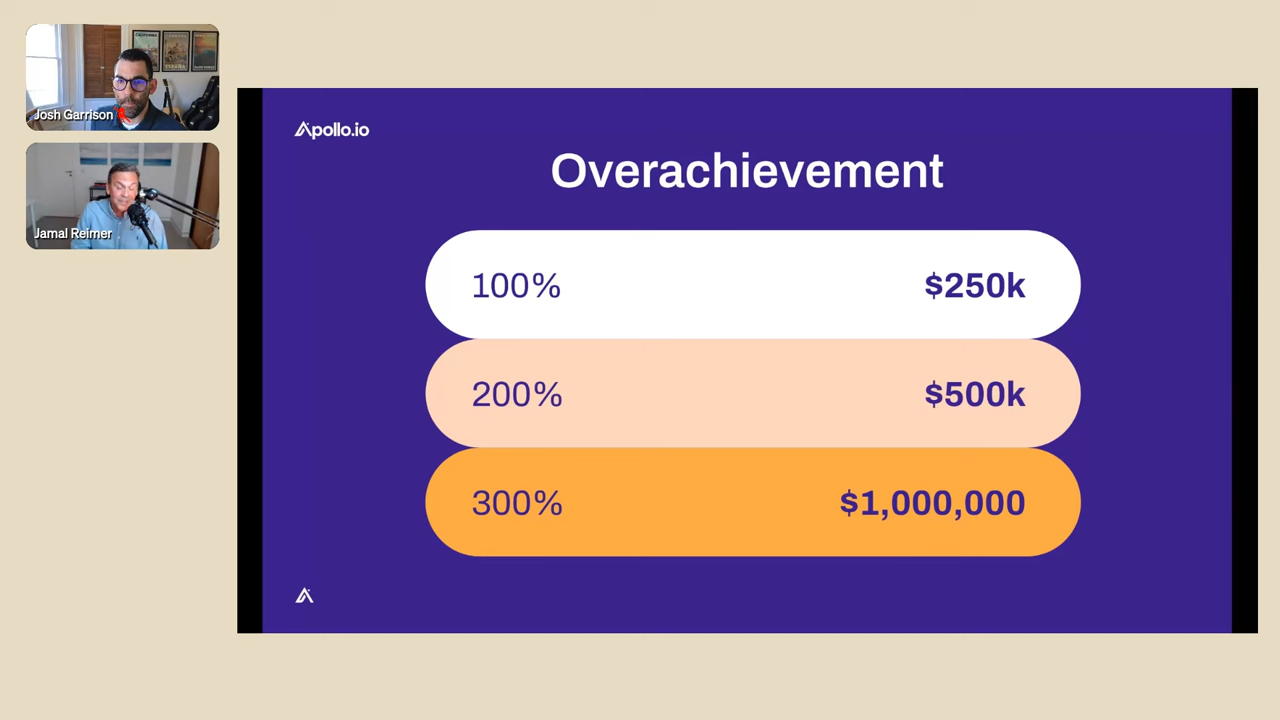 Josh Garrison
Jamal Reimer
Apollo.io
Overachievement
100% $250k
200% $500k
300% $1,000,000